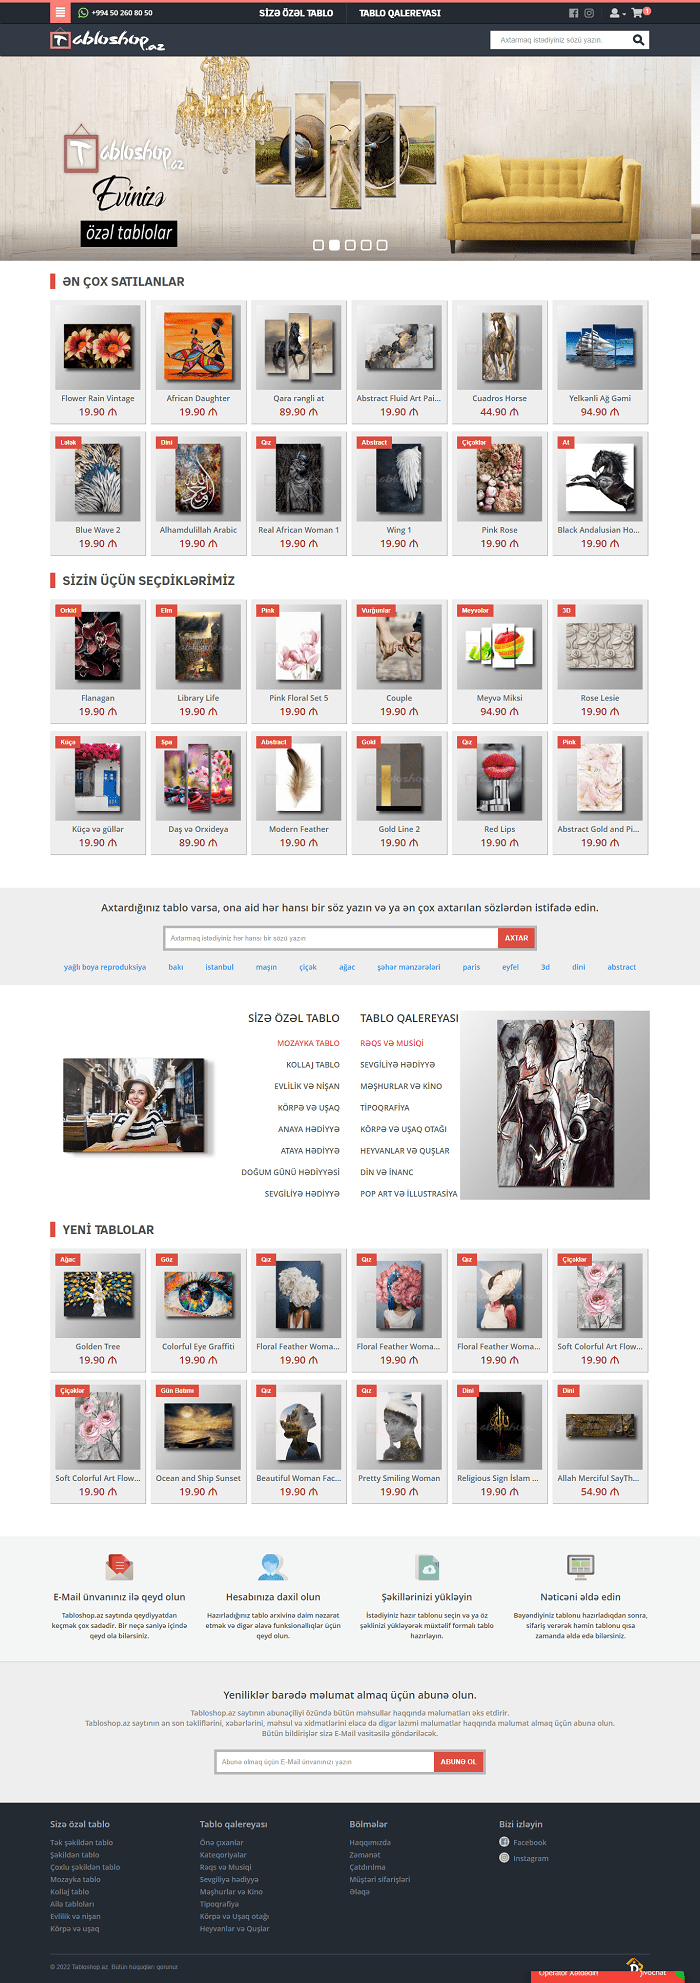 +994 50 260 80 50
SİZƏ ÖZƏL TABLO
TABLO QALEREYASI
1
Tabloshop.az
Axtarmaq istədiyiniz sözü yazın.
Tabloshop.az
Evinizə
özəl tablolar
ƏN ÇOX SATILANLAR
Flower Rain Vintage
19.90 ₼
African Daughter
19.90 ₼
Qara rəngli at
89.90 ₼
Abstract Fluid Art Pai...
19.90 ₼
Cuadros Horse
44.90 ₼
Yelkənli Ağ Gəmi
94.90 ₼
Lələk
Blue Wave 2
19.90 ₼
Dini
Alhamdulillah Arabic
19.90 ₼
Qız
Real African Woman 1
19.90 ₼
Abstract
Wing 1
19.90 ₼
Çiçəklər
Pink Rose
19.90 ₼
At
Black Andalusian Ho...
19.90 ₼
SİZİN ÜÇÜN SEÇDİKLƏRİMİZ
Orkid
Flanagan
19.90 ₼
Elm
Library Life
19.90 ₼
Pink
Pink Floral Set 5
19.90 ₼
Vurğunlar
Couple
19.90 ₼
Meyvələr
Meyvə Miksi
94.90 ₼
3D
Rose Lesie
19.90 ₼
Küçə
Küçə və güllər
19.90 ₼
Spa
Daş və Orxideya
89.90 ₼
Abstract
Modern Feather
19.90 ₼
Gold
Gold Line 2
19.90 ₼
Qız
Red Lips
19.90 ₼
Pink
Abstract Gold and Pi...
19.90 ₼
Axtardığınız tablo varsa, ona aid hər hansı bir söz yazın və ya ən çox axtarılan sözlərdən istifadə edin.
Axtarmaq istədiyiniz hər hansı bir sözü yazın
AXTAR
yağlı boya reproduksiya bakı istanbul maşın çiçək ağac şəhər mənzərələri paris eyfel 3d dini abstract
SİZƏ ÖZƏL TABLO
MOZAYKA TABLO
KOLLAJ TABLO
EVLİLİK VƏ NİŞAN
KÖRPƏ VƏ UŞAQ
ANAYA HƏDİYYƏ
ATAYA HƏDİYYƏ
DOĞUM GÜNÜ HƏDİYYƏSİ
SEVGİLİYƏ HƏDİYYƏ
TABLO QALEREYASI
RƏQS VƏ MUSİQİ
SEVGİLİYƏ HƏDİYYƏ
MƏŞHURLAR VƏ KİNO
TİPOQRAFİYA
KÖRPƏ VƏ UŞAQ OTAĞI
HEYVANLAR VƏ QUŞLAR
DİN VƏ İNANC
POP ART VƏ İLLUSTRASİYA
YENİ TABLOLAR
Ağac
Golden Tree
19.90 ₼
Göz
Colorful Eye Graffiti
19.90 ₼
Qız
Floral Feather Woma...
19.90 ₼
Qız
Floral Feather Woma...
19.90 ₼
Qız
Floral Feather Woma...
19.90 ₼
Çiçəklər
Soft Colorful Art Flow...
19.90 ₼
Çiçəklər
Soft Colorful Art Flow...
19.90 ₼
Gün Batımı
Ocean and Ship Sunset
19.90 ₼
Qız
Beautiful Woman Fac...
19.90 ₼
Qız
Pretty Smiling Woman
19.90 ₼
Dini
Religious Sign İslam ...
19.90 ₼
Dini
Allah Merciful SayTh...
54.90 ₼
E-Mail ünvanınız ilə qeyd olun
Tabloshop.az saytında qeydiyyatdan
keçmək çox sadədir. Bir neçə saniyə içində
qeyd ola bilərsiniz.
Hesabınıza daxil olun
Hazırladığınız tablo arxivinə daim nəzarət
etmək və digər əlavə funksionallıqlar üçün
qeyd olun.
Şəkillərinizi yükləyin
İstədiyiniz hazır tablonu seçin və ya öz
şəklinizi yükləyərək müxtəlif formalı tablo
hazırlayın.
Nəticəni əldə edin
Bəyəndiyiniz tablonu hazırladıqdan sonra,
sifariş verərək həmin tablonu qısa
zamanda əldə edə bilərsiniz.
Yeniliklər barədə məlumat almaq üçün abunə olun.
Tabloshop.az saytının abunəçiliyi özündə bütün məhsullar haqqında məlumatları əks etdirir.
Tabloshop.az saytının ən son təkliflərini, xəbərlərini, məhsul və xidmətlərini eləcə də digər lazımi məlumatlar haqqında məlumat almaq üçün abunə olun.
Bütün bildirişlər sizə E-Mail vasitəsilə göndəriləcək.
Abunə olmaq üçün E-Mail ünvanınızı yazın
ABUNƏ OL
Sizə özəl tablo
Tək şəkildən tablo
Şəkildən tablo
Çoxlu şəkildən tablo
Mozayka tablo
Kollaj tablo
Ailə tabloları
Evlilik və nişan
Körpə və uşaq
Tablo qalereyası
Önə çıxanlar
Kateqoriyalar
Rəqs və Musiqi
Sevgiliyə hədiyyə
Məşhurlar və Kino
Tipoqrafiya
Körpə və Uşaq otağı
Heyvanlar və Quşlar
Bölmələr
Haqqımızda
Zəmanət
Çatdırılma
Müştəri sifarişləri
Əlaqə
Bizi izləyin
Facebook
Instagram
© 2022 Tabloshop.az. Bütün hüquqları qorunur.
Operator Xətdədir!
jivochat